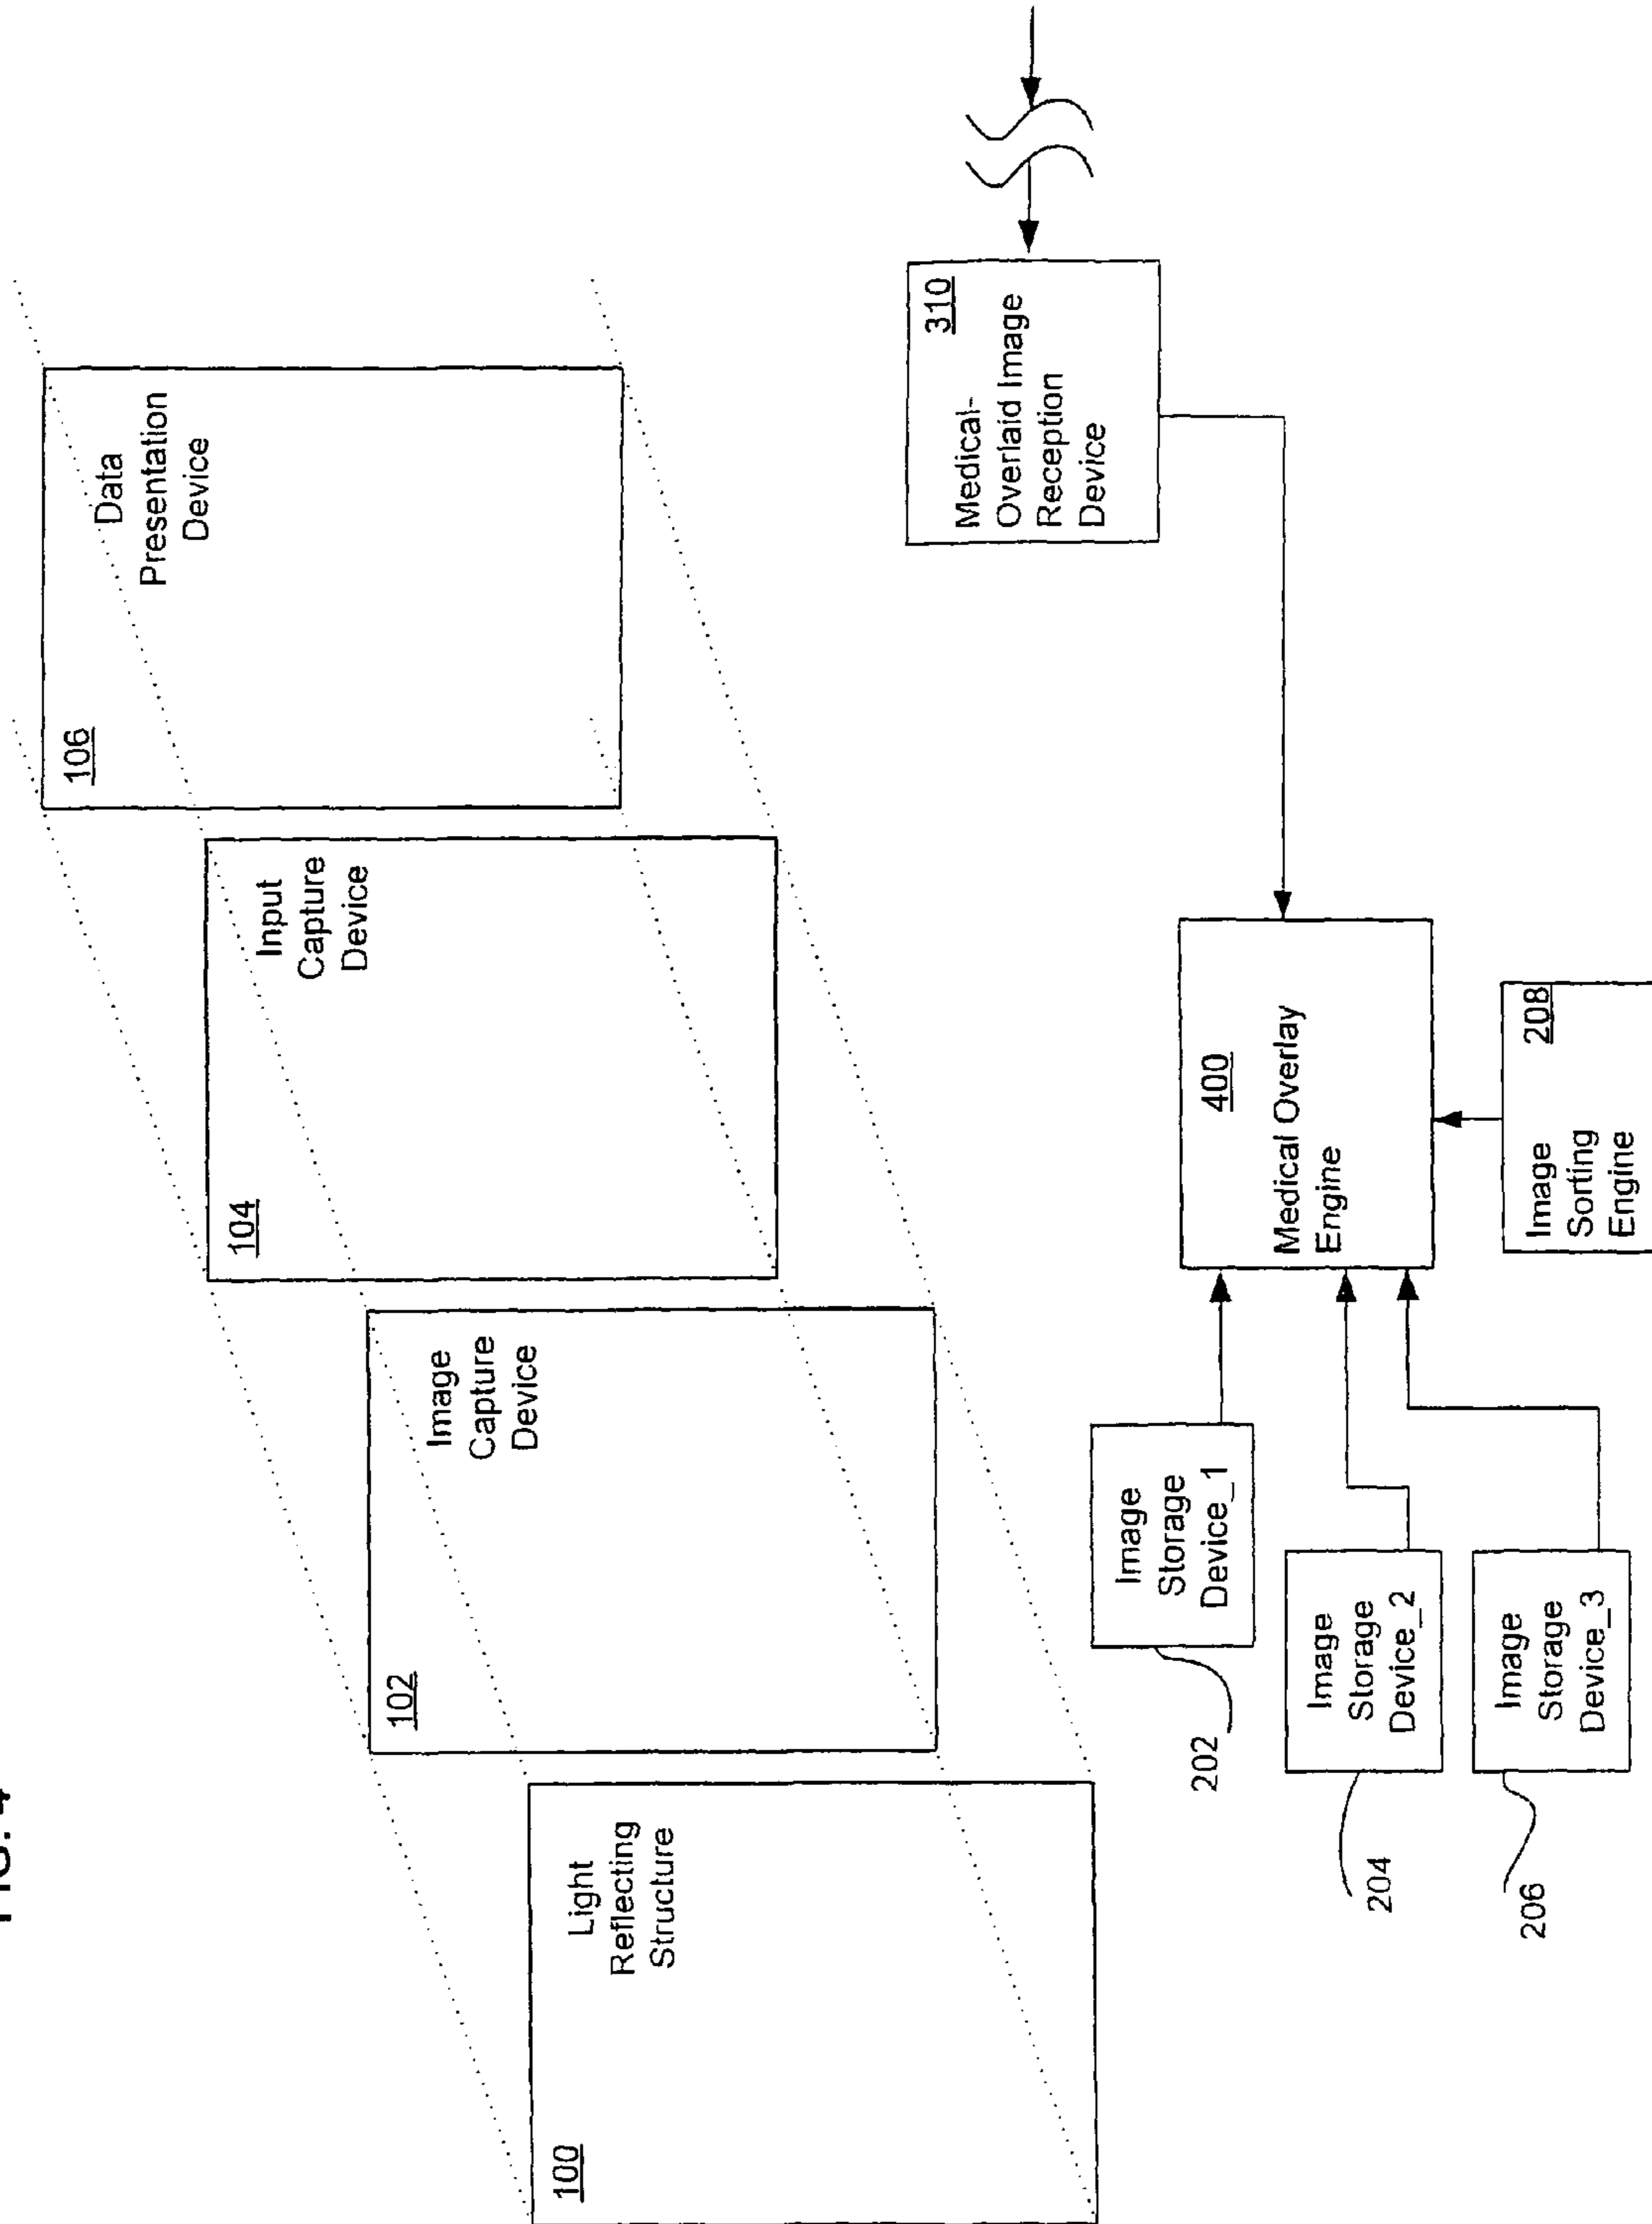 FIG. 4
100
Light
Reflecting
Structure
102
Image
Capture
Device
104
Input
Capture
Device
106
Data
Presentation
Device
202
Image
Storage
Device_1
204
Image
Storage
Device_2
206
Image
Storage
Device_3
400
Medical Overlay
Engine
208
Image
Sorting
Engine
310
Medical-
Overlaid Image
Reception
Device